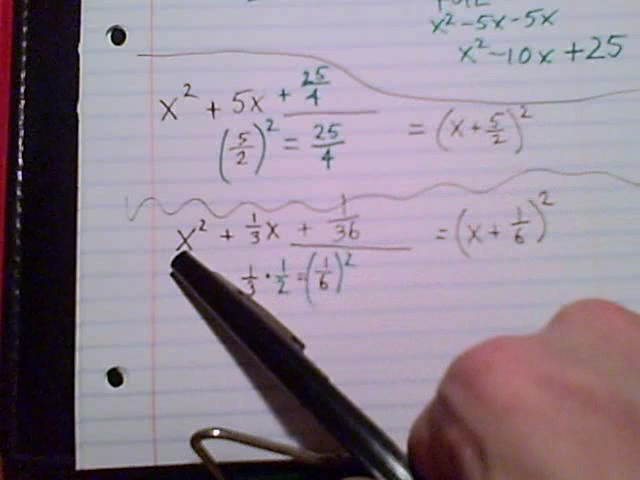 x² - 5x - 5x
x² - 10x + 25
x² + 5x + 25/4 = (x + 5/2)²
(5/2)² = 25/4
x² + 1/3x + 1/36 = (x + 1/6)²
1/3 · 1/2 = (1/6)²